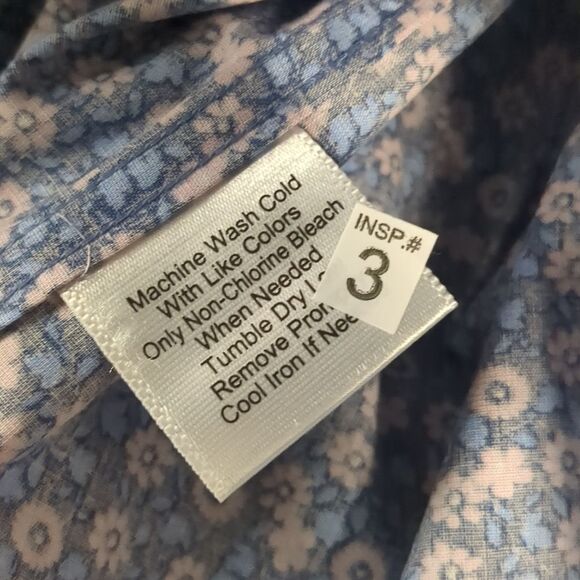 Machine Wash Cold
With Like Colors
Only Non-Chlorine Bleach
When Needed
Tumble Dry
Remove
Cool Iron If
INSP.#
3